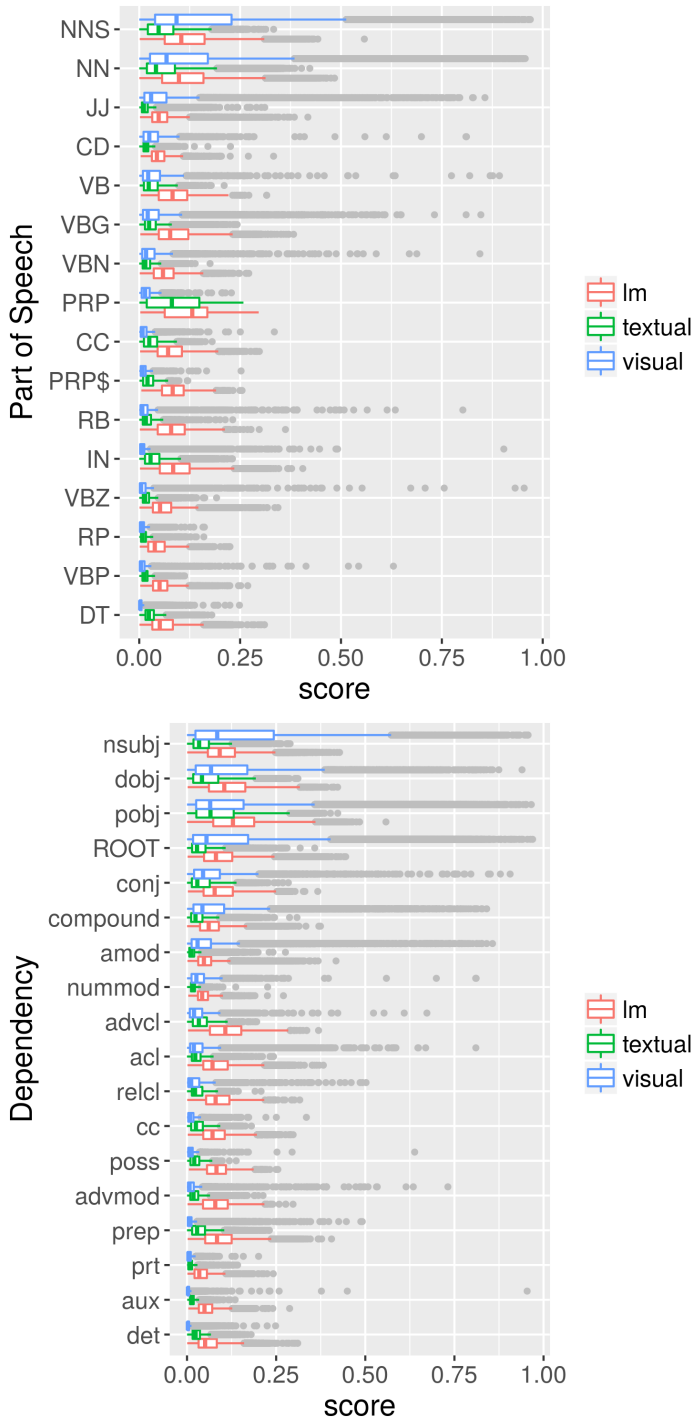 NNS
NN
JJ
CD
VB
VBG
VBN
PRP
CC
PRP$
RB
IN
VBZ
RP
VBP
DT
Part of Speech
0.00 0.25 0.50 0.75 1.00
score
lm
textual
visual
nsubj
dobj
pobj
ROOT
conj
compound
amod
nummod
advcl
acl
relcl
cc
poss
advmod
prep
prt
aux
det
Dependency
0.00 0.25 0.50 0.75 1.00
score
lm
textual
visual